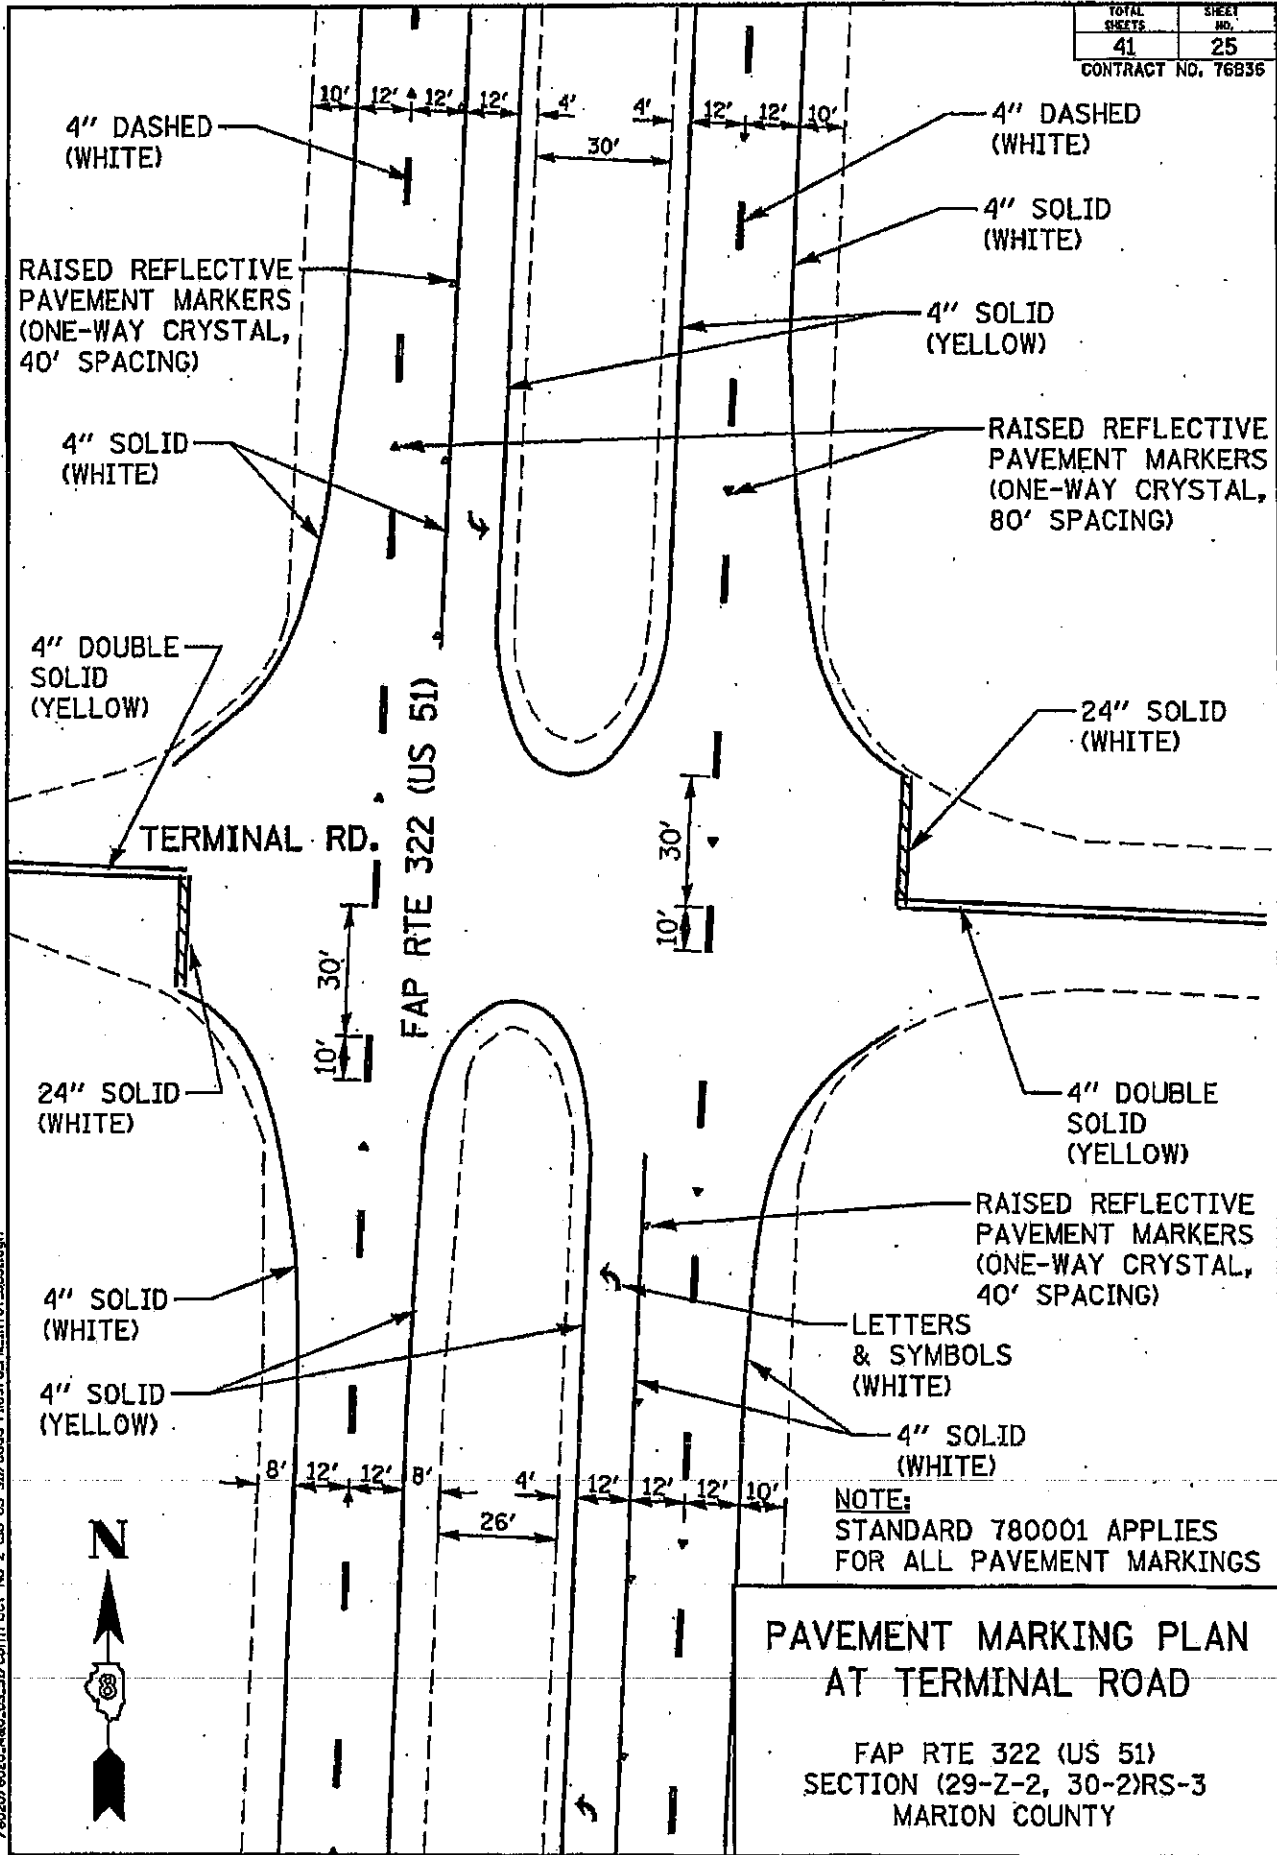 TOTAL SHEETS
SHEET NO.
41
25
CONTRACT NO. 76B36
10' 12' 12' 12' 4' 4' 12' 12' 10'
30'
4" DASHED
(WHITE)
4" DASHED
(WHITE)
4" SOLID
(WHITE)
RAISED REFLECTIVE
PAVEMENT MARKERS
(ONE-WAY CRYSTAL,
40' SPACING)
4" SOLID
(YELLOW)
4" SOLID
(WHITE)
RAISED REFLECTIVE
PAVEMENT MARKERS
(ONE-WAY CRYSTAL,
80' SPACING)
4" DOUBLE
SOLID
(YELLOW)
24" SOLID
(WHITE)
TERMINAL RD.
FAP RTE 322 (US 51)
30'
10'
30'
10'
24" SOLID
(WHITE)
4" DOUBLE
SOLID
(YELLOW)
RAISED REFLECTIVE
PAVEMENT MARKERS
(ONE-WAY CRYSTAL,
40' SPACING)
4" SOLID
(WHITE)
LETTERS
& SYMBOLS
(WHITE)
4" SOLID
(YELLOW)
4" SOLID
(WHITE)
8' 12' 12' 8' 4' 12' 12' 12' 10'
26'
NOTE:
STANDARD 780001 APPLIES
FOR ALL PAVEMENT MARKINGS
N
8
PAVEMENT MARKING PLAN
AT TERMINAL ROAD
FAP RTE 322 (US 51)
SECTION (29-Z-2, 30-2)RS-3
MARION COUNTY